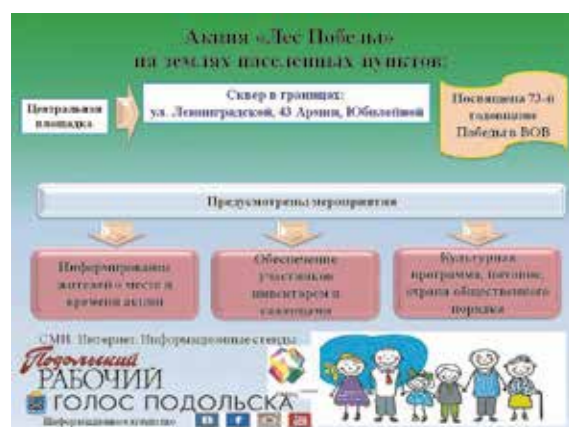 Акция «Лес Победы»
на землях населенных пунктов:
Центральная
площадка
Сквер в границах:
ул. Ленинградской, 43 Армии, Юбилейной
Посвящена 73-й
годовщине
Победы в ВОВ
Предусмотрены мероприятия
Информирование
жителей о месте и
времени акции
Обеспечение
участников
инвентарем и
саженцами
Культурная
программа, питание,
охрана общественного
порядка
СМИ. Интернет. Информационные стенды
Подольский
РАБОЧИЙ
ГОЛОС ПОДОЛЬСКА
Информационное агентство